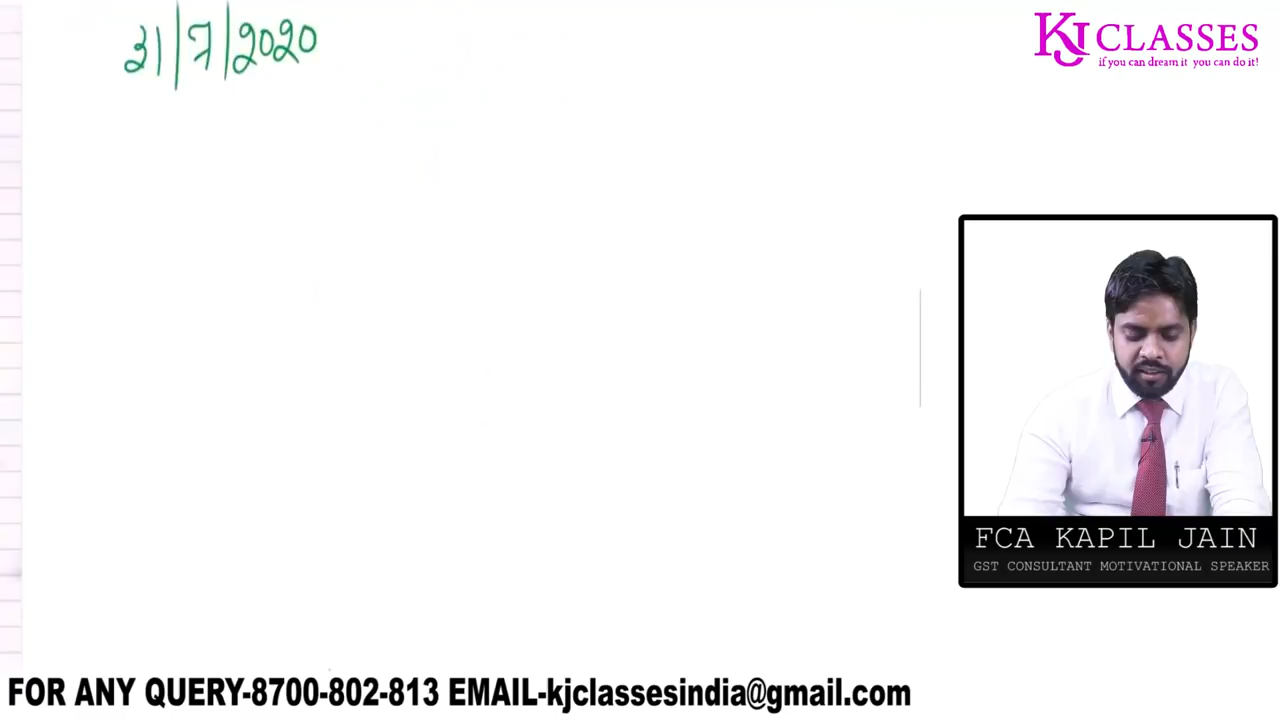 31|7|2020
KJ CLASSES
if you can dream it you can do it!
FCA KAPIL JAIN
GST CONSULTANT MOTIVATIONAL SPEAKER
FOR ANY QUERY-8700-802-813 EMAIL-kjclassesindia@gmail.com